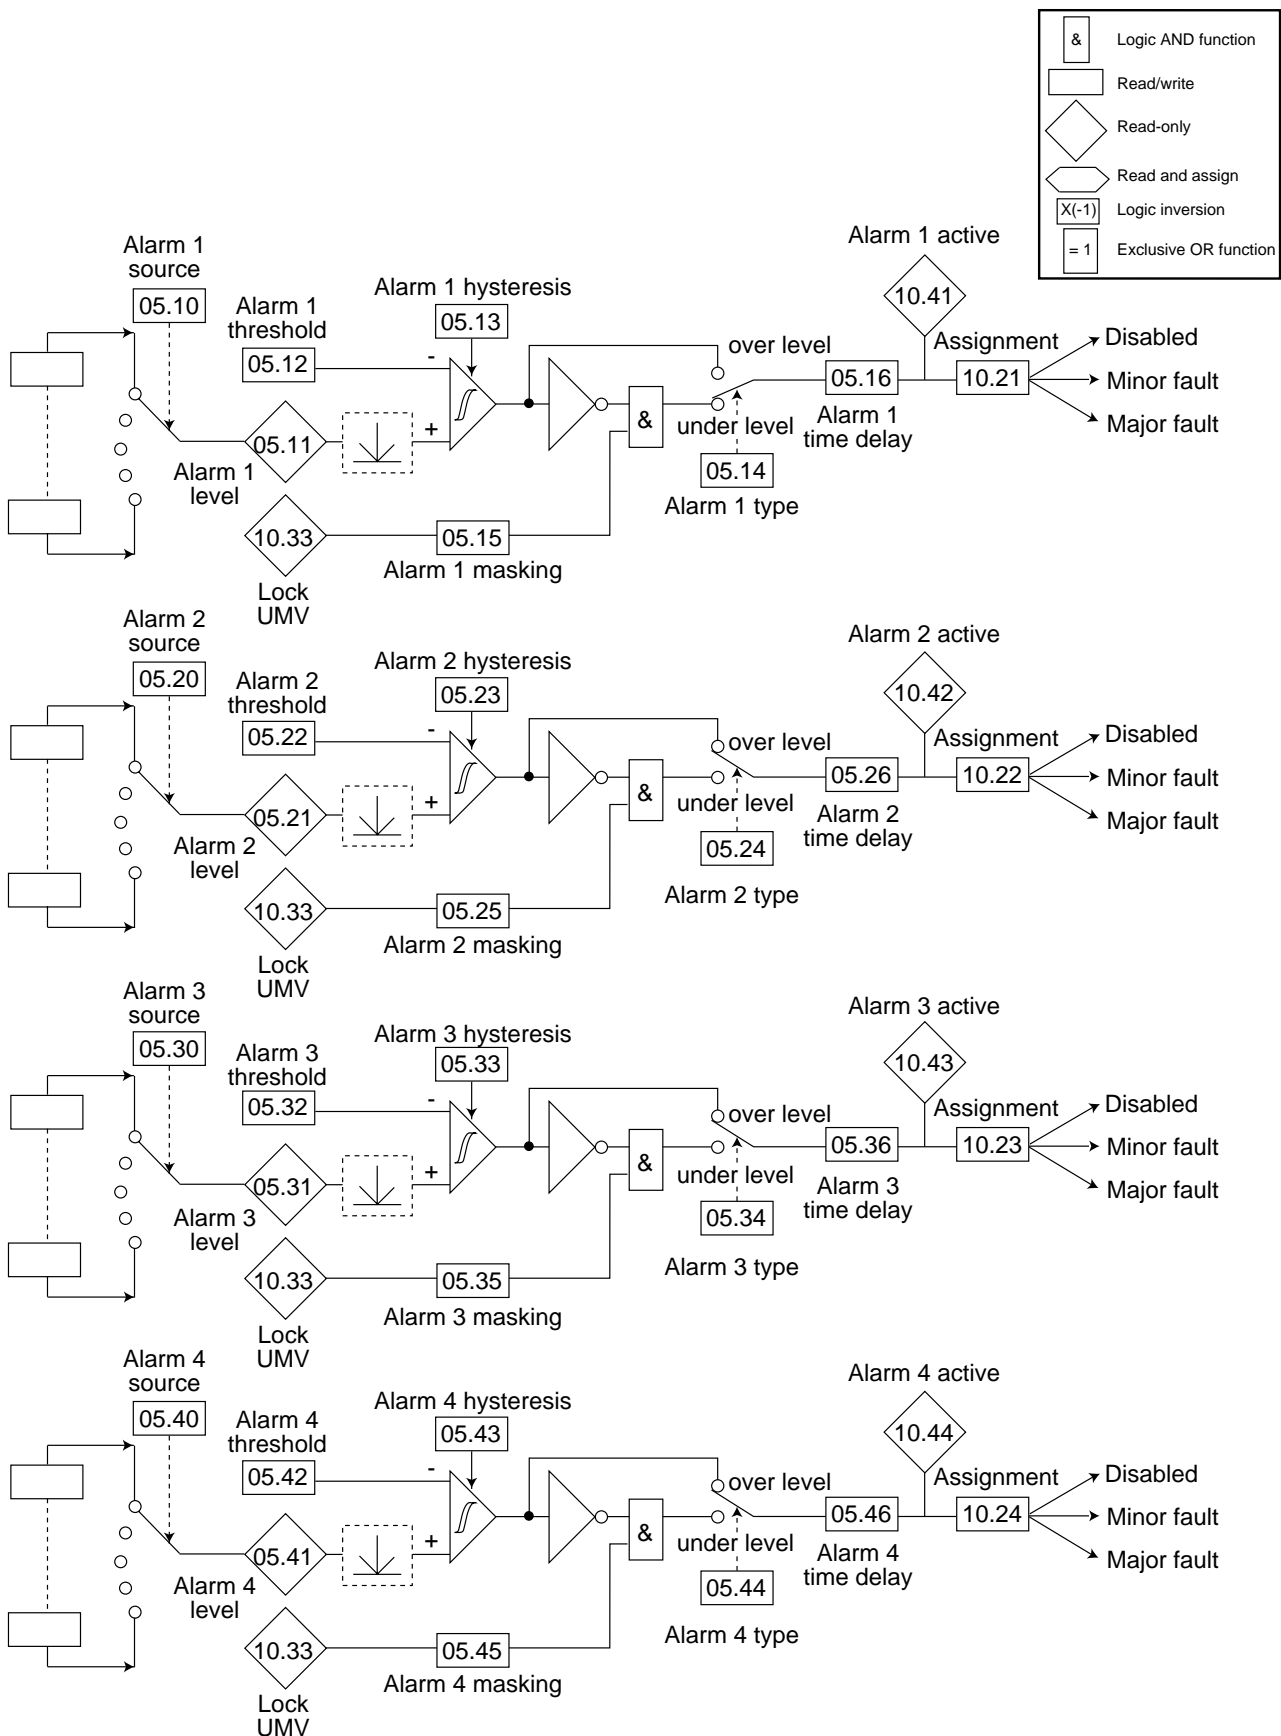 &
Logic AND function
Read/write
Read-only
Read and assign
X(-1)
Logic inversion
= 1
Exclusive OR function
Alarm 1
source
05.10
Alarm 1
threshold
05.12
Alarm 1 hysteresis
05.13
Alarm 1 active
10.41
-
over level
05.16
Assignment
10.21
Disabled
Minor fault
Major fault
05.11
+
&
under level
Alarm 1
time delay
Alarm 1
level
05.14
Alarm 1 type
10.33
05.15
Alarm 1 masking
Lock
UMV
Alarm 2
source
05.20
Alarm 2
threshold
05.22
Alarm 2 hysteresis
05.23
Alarm 2 active
10.42
-
over level
05.26
Assignment
10.22
Disabled
Minor fault
Major fault
05.21
+
&
under level
Alarm 2
time delay
Alarm 2
level
05.24
Alarm 2 type
10.33
05.25
Alarm 2 masking
Lock
UMV
Alarm 3
source
05.30
Alarm 3
threshold
05.32
Alarm 3 hysteresis
05.33
Alarm 3 active
10.43
-
over level
05.36
Assignment
10.23
Disabled
Minor fault
Major fault
05.31
+
&
under level
Alarm 3
time delay
Alarm 3
level
05.34
Alarm 3 type
10.33
05.35
Alarm 3 masking
Lock
UMV
Alarm 4
source
05.40
Alarm 4
threshold
05.42
Alarm 4 hysteresis
05.43
Alarm 4 active
10.44
-
over level
05.46
Assignment
10.24
Disabled
Minor fault
Major fault
05.41
+
&
under level
Alarm 4
time delay
Alarm 4
level
05.44
Alarm 4 type
10.33
05.45
Alarm 4 masking
Lock
UMV